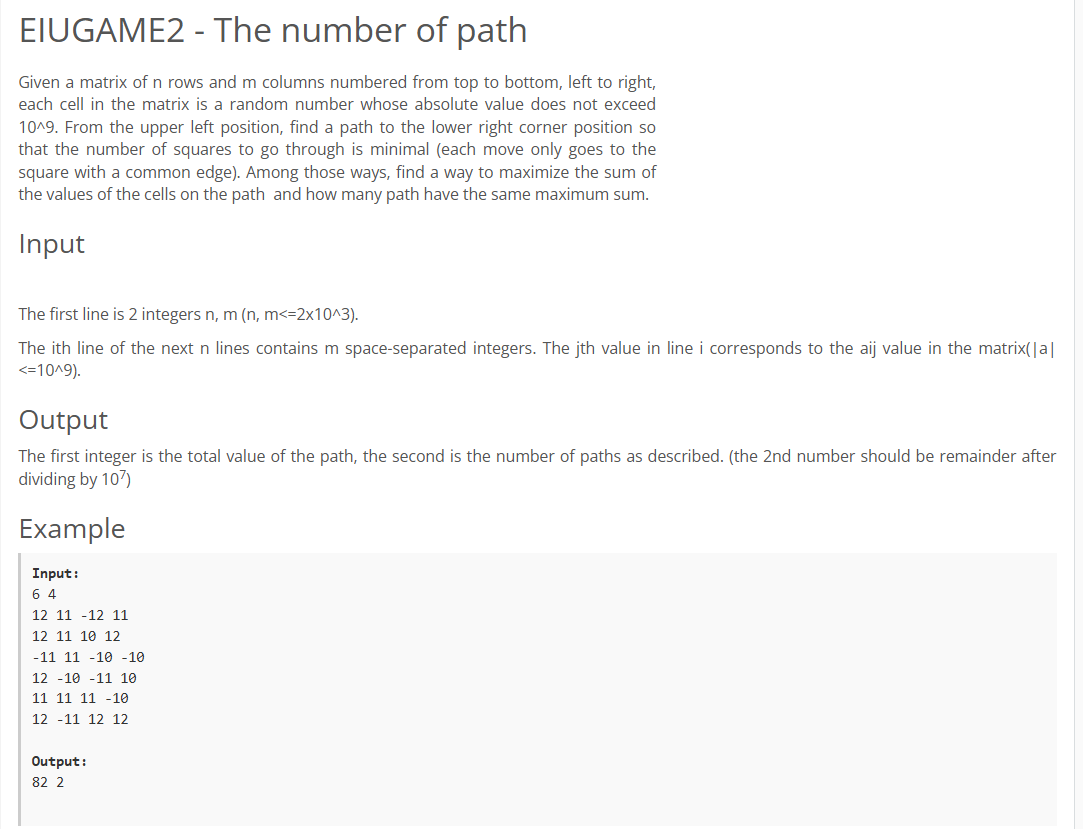 EIUGAME2 - The number of path
Given a matrix of n rows and m columns numbered from top to bottom, left to right,
each cell in the matrix is a random number whose absolute value does not exceed
10^9. From the upper left position, find a path to the lower right corner position so
that the number of squares to go through is minimal (each move only goes to the
square with a common edge). Among those ways, find a way to maximize the sum of
the values of the cells on the path and how many path have the same maximum sum.
Input
The first line is 2 integers n, m (n, m<=2x10^3).
The ith line of the next n lines contains m space-separated integers. The jth value in line i corresponds to the aij value in the matrix(|a|
<=10^9).
Output
The first integer is the total value of the path, the second is the number of paths as described. (the 2nd number should be remainder after
dividing by 10⁷)
Example
Input:
6 4
12 11 -12 11
12 11 10 12
-11 11 -10 -10
12 -10 -11 10
11 11 11 -10
12 -11 12 12
Output:
82 2